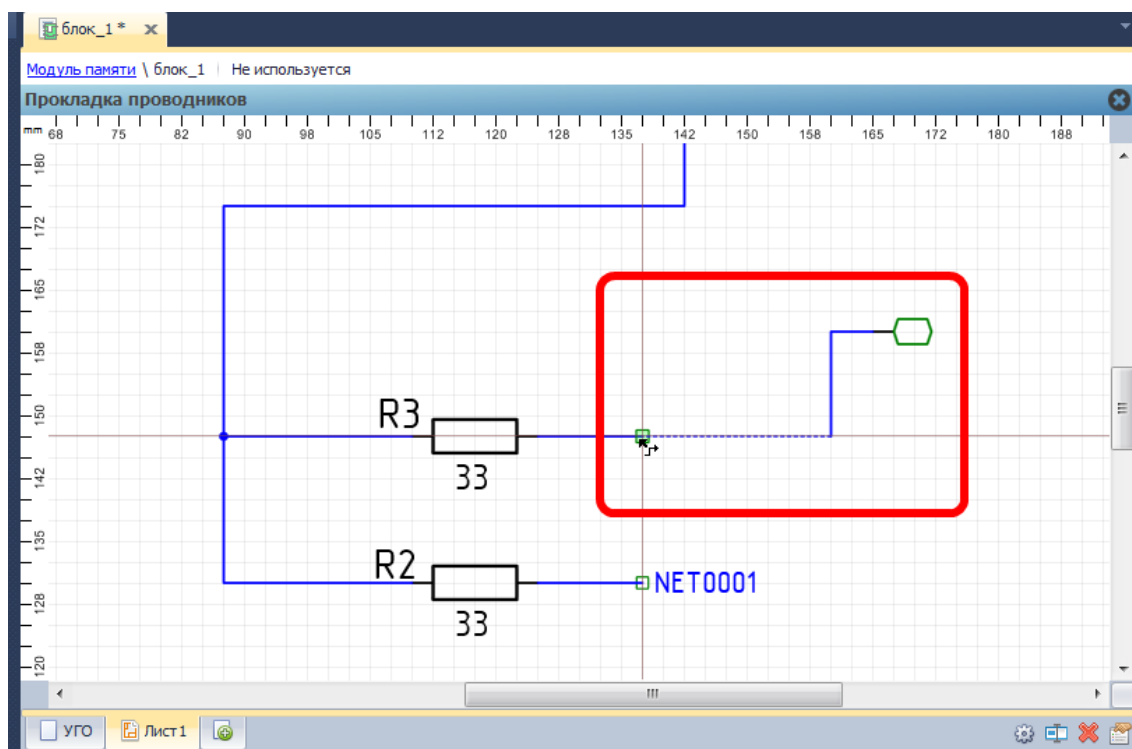 блок_1 *
Модуль памяти \ блок_1 Не используется
Прокладка проводников
mm 68 75 82 90 98 105 112 120 128 135 142 150 158 165 172 180 188
180
172
165
158
150
142
135
128
120
R3
33
R2
33
NET0001
УГО Лист1